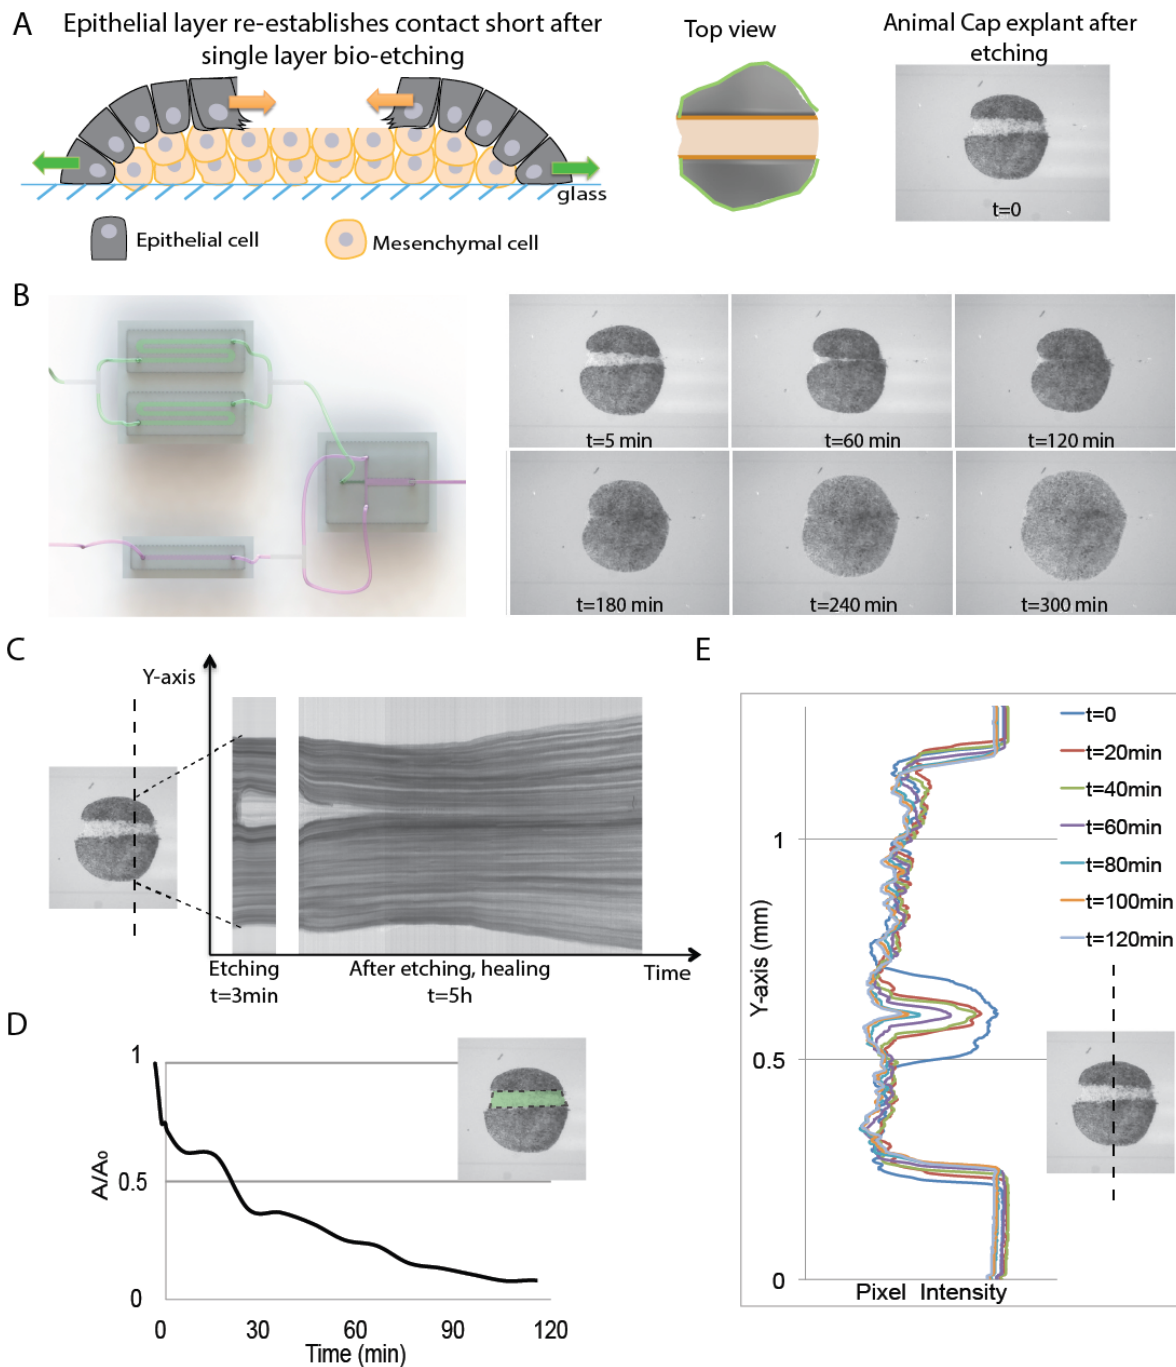 A
Epithelial layer re-establishes contact short after
single layer bio-etching
Top view
Animal Cap explant after
etching
glass
Epithelial cell
Mesenchymal cell
t=0
B
t=5 min
t=60 min
t=120 min
t=180 min
t=240 min
t=300 min
C
Y-axis
Etching
t=3min
After etching, healing
t=5h
Time
D
1
0.5
0
A/A₀
0
30
60
90
120
Time (min)
E
t=0
t=20min
t=40min
t=60min
t=80min
t=100min
t=120min
1
0.5
0
Y-axis (mm)
Pixel Intensity